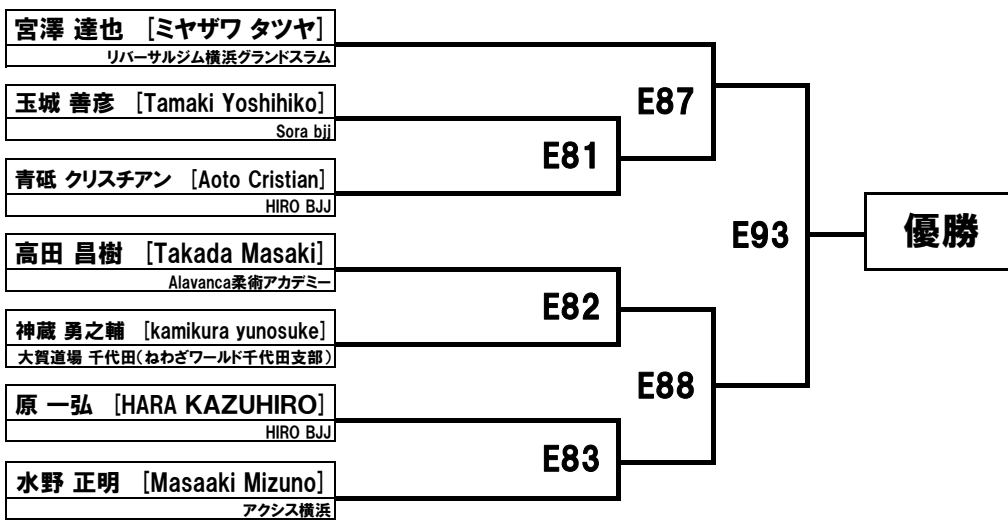 宮澤 達也 [ミヤザワ タツヤ]
リバーサルジム横浜グランドスラム
玉城 善彦 [Tamaki Yoshihiko]
Sora bjj
青砥 クリスチアン [Aoto Cristian]
HIRO BJJ
高田 昌樹 [Takada Masaki]
Alavanca柔術アカデミー
神蔵 勇之輔 [kamikura yunosuke]
大賀道場 千代田(ねわざワールド千代田支部)
原 一弘 [HARA KAZUHIRO]
HIRO BJJ
水野 正明 [Masaaki Mizuno]
アクシス横浜
E81
E82
E83
E87
E88
E93
優勝